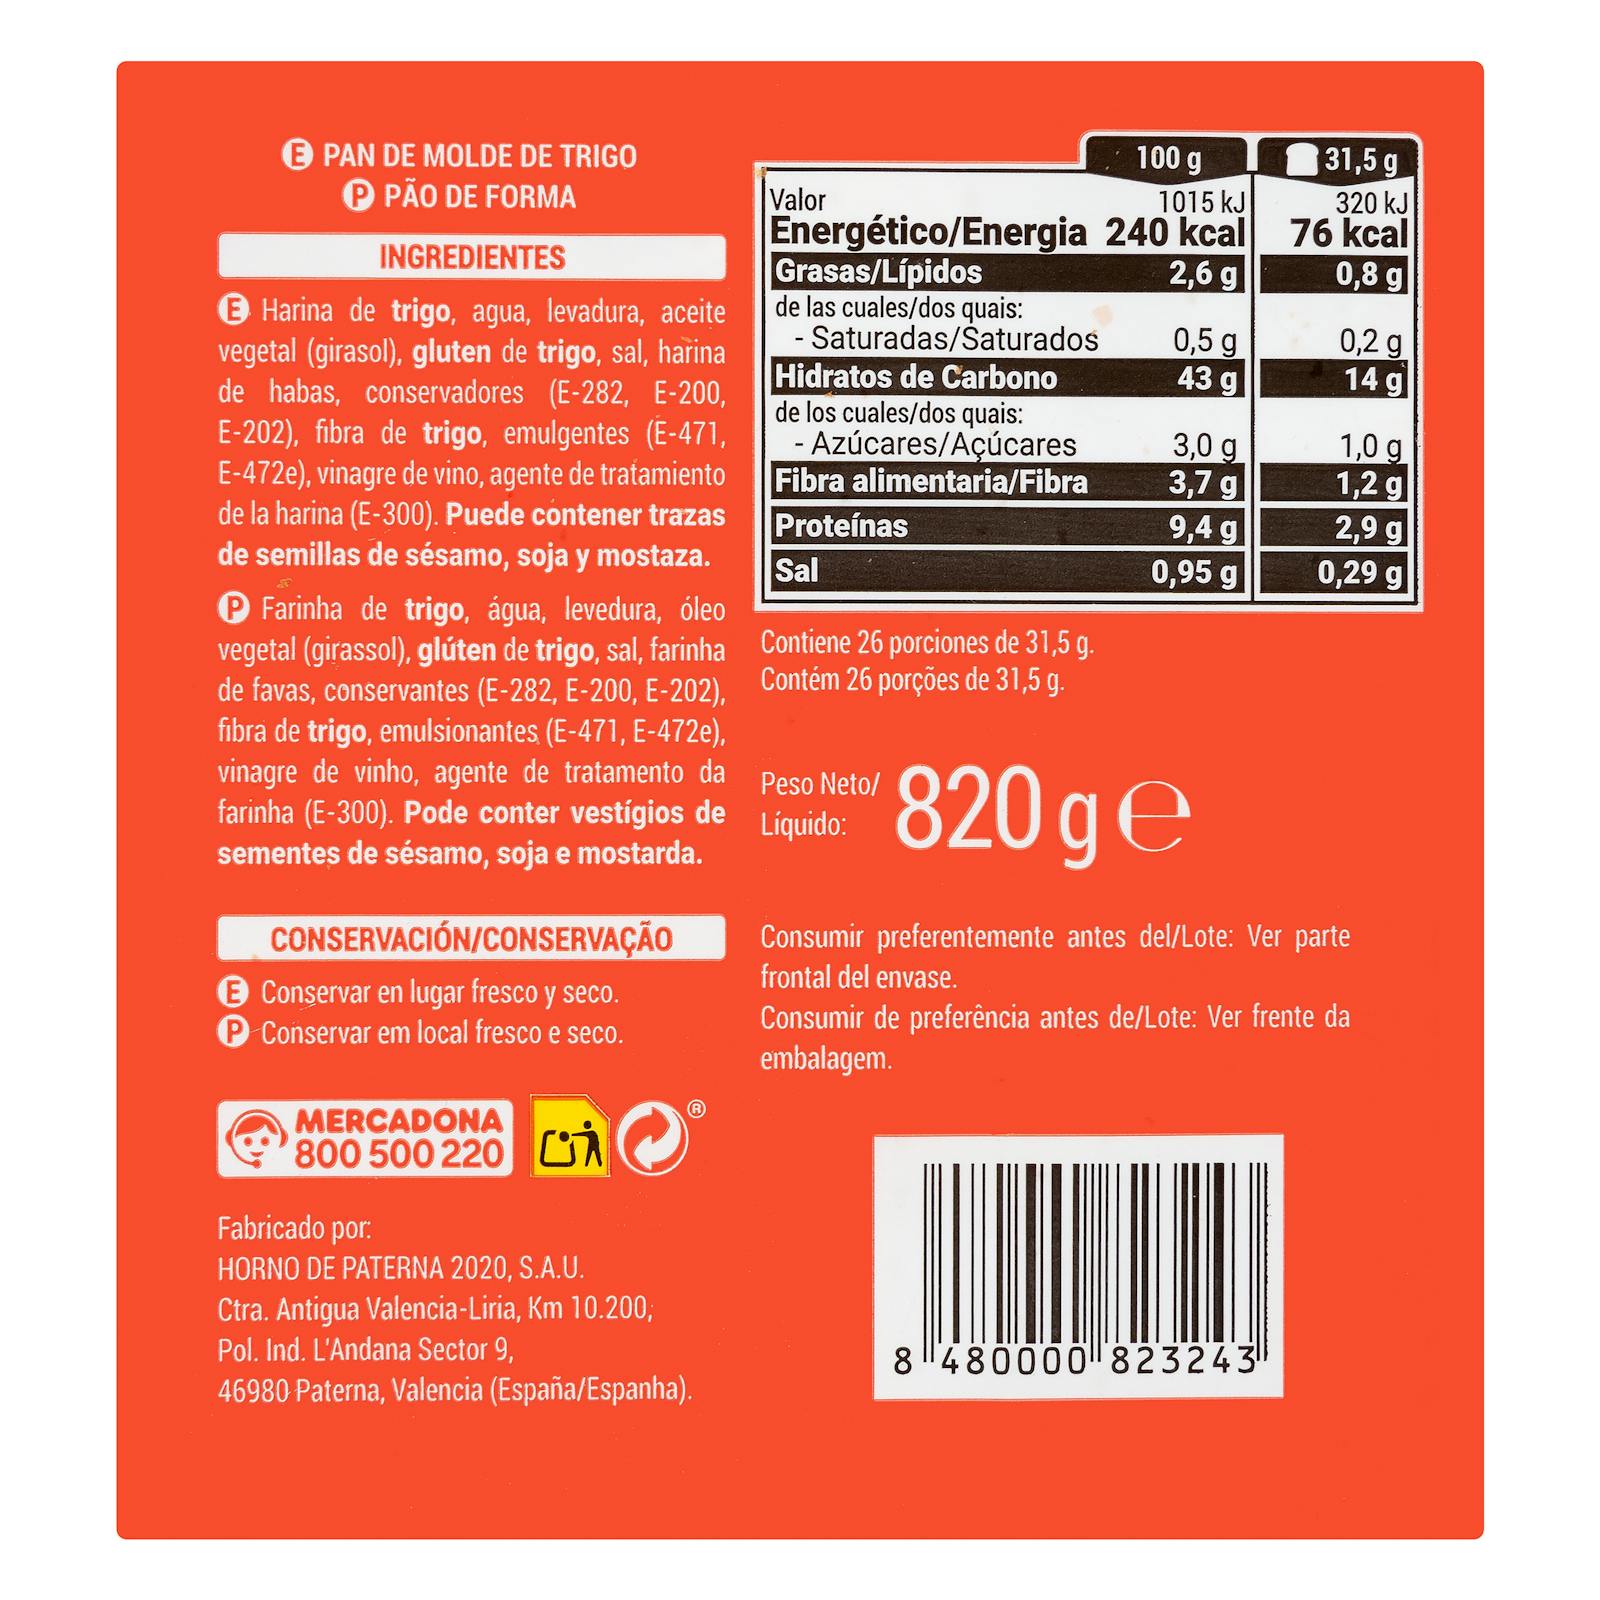 E PAN DE MOLDE DE TRIGO
P PÃO DE FORMA
INGREDIENTES
E Harina de trigo, agua, levadura, aceite
vegetal (girasol), gluten de trigo, sal, harina
de habas, conservadores (E-282, E-200,
E-202), fibra de trigo, emulgentes (E-471,
E-472e), vinagre de vino, agente de tratamiento
de la harina (E-300). Puede contener trazas
de semillas de sésamo, soja y mostaza.
P Farinha de trigo, água, levedura, óleo
vegetal (girassol), glúten de trigo, sal, farinha
de favas, conservantes (E-282, E-200, E-202),
fibra de trigo, emulsionantes (E-471, E-472e),
vinagre de vinho, agente de tratamento da
farinha (E-300). Pode conter vestígios de
sementes de sésamo, soja e mostarda.
CONSERVACIÓN/CONSERVAÇÃO
E Conservar en lugar fresco y seco.
P Conservar em local fresco e seco.
MERCADONA
800 500 220
®
Fabricado por:
HORNO DE PATERNA 2020, S.A.U.
Ctra. Antigua Valencia-Liria, Km 10.200,
Pol. Ind. L'Andana Sector 9,
46980 Paterna, Valencia (España/Espanha).
100 g 31,5 g
Valor 1015 kJ 320 kJ
Energético/Energia 240 kcal 76 kcal
Grasas/Lípidos 2,6 g 0,8 g
de las cuales/dos quais:
- Saturadas/Saturados 0,5 g 0,2 g
Hidratos de Carbono 43 g 14 g
de los cuales/dos quais:
- Azúcares/Açúcares 3,0 g 1,0 g
Fibra alimentaria/Fibra 3,7 g 1,2 g
Proteínas 9,4 g 2,9 g
Sal 0,95 g 0,29 g
Contiene 26 porciones de 31,5 g.
Contém 26 porções de 31,5 g.
Peso Neto/
Líquido: 820 g e
Consumir preferentemente antes del/Lote: Ver parte
frontal del envase.
Consumir de preferência antes de/Lote: Ver frente da
embalagem.
8 480000 823243